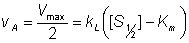 v_A = V_max / 2 = k_L([S_1/2] − K_m)